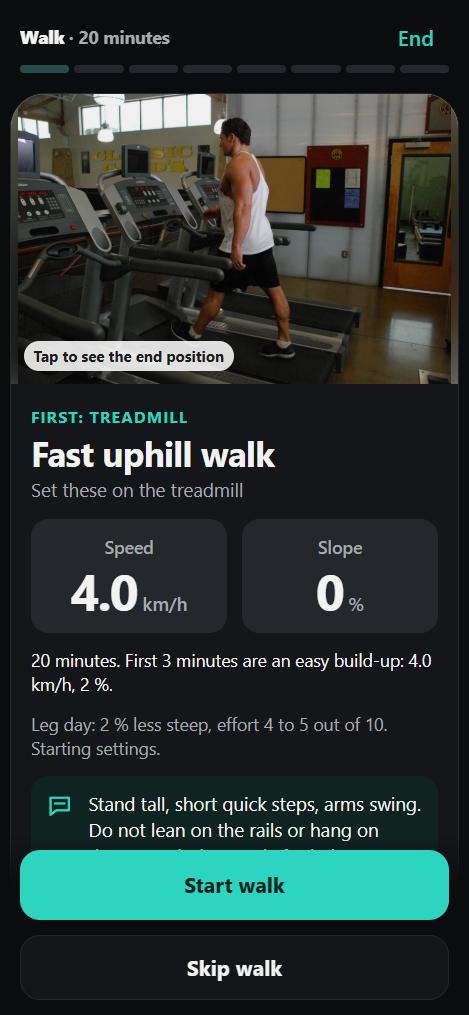 Walk · 20 minutes
End
Tap to see the end position
FIRST: TREADMILL
Fast uphill walk
Set these on the treadmill
Speed
Slope
4.0 km/h
0 %
20 minutes. First 3 minutes are an easy build-up: 4.0
km/h, 2 %.
Leg day: 2 % less steep, effort 4 to 5 out of 10.
Starting settings.
Stand tall, short quick steps, arms swing.
Do not lean on the rails or hang on
Start walk
Skip walk